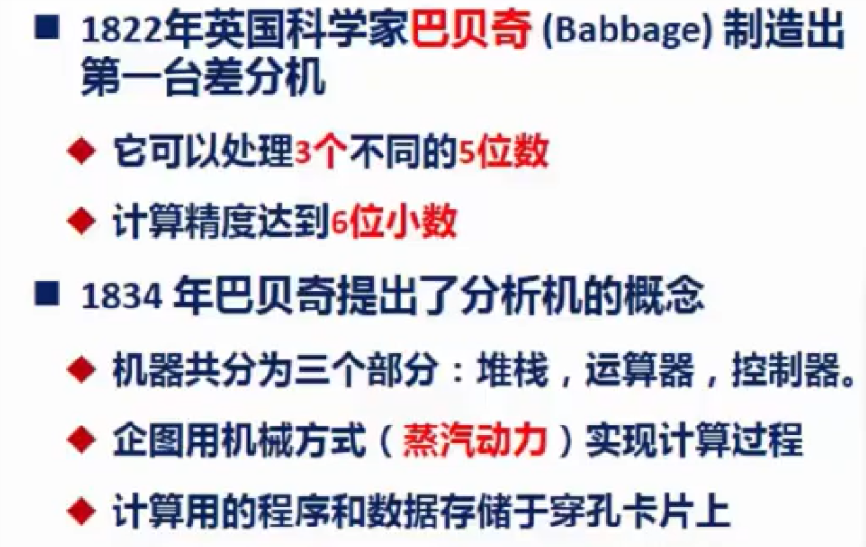 ■ 1822年英国科学家巴贝奇 (Babbage) 制造出
第一台差分机
◆ 它可以处理3个不同的5位数
◆ 计算精度达到6位小数
■ 1834 年巴贝奇提出了分析机的概念
◆ 机器共分为三个部分：堆栈，运算器，控制器。
◆ 企图用机械方式（蒸汽动力）实现计算过程
◆ 计算用的程序和数据存储于穿孔卡片上